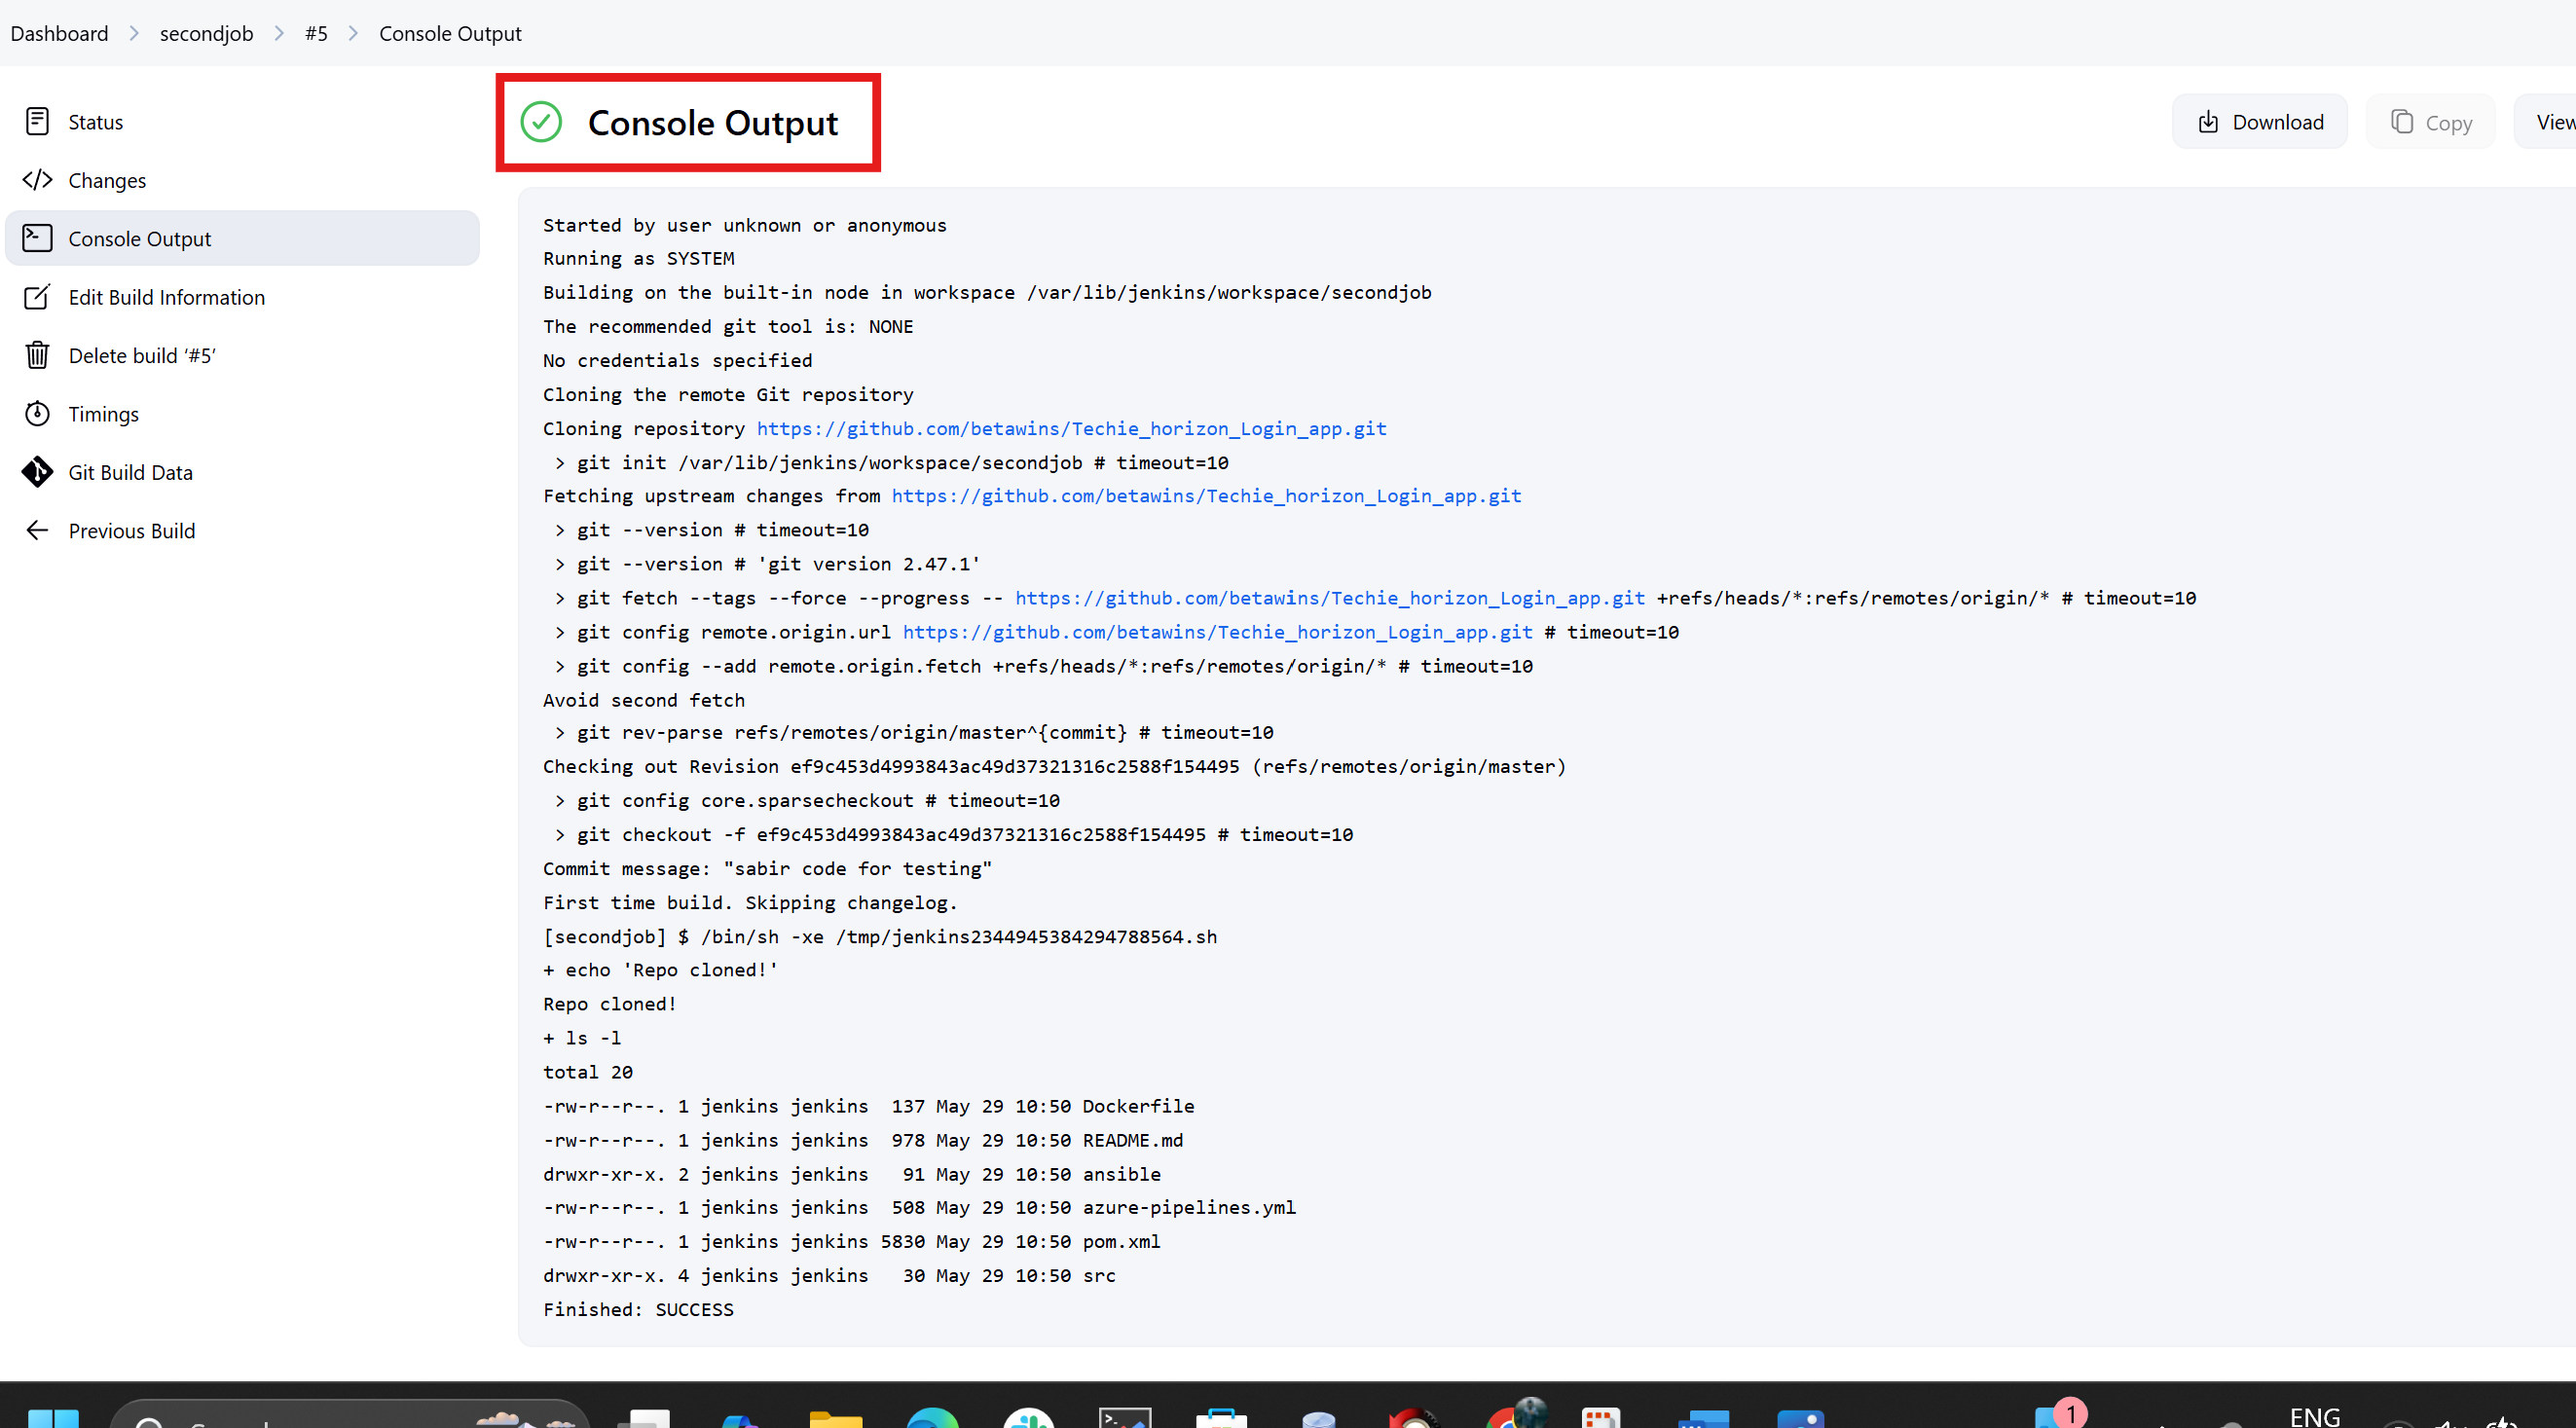 Dashboard > secondjob > #5 > Console Output
Status
Changes
Console Output
Edit Build Information
Delete build ‘#5’
Timings
Git Build Data
Previous Build
Console Output
Download
Copy
View
Started by user unknown or anonymous
Running as SYSTEM
Building on the built-in node in workspace /var/lib/jenkins/workspace/secondjob
The recommended git tool is: NONE
No credentials specified
Cloning the remote Git repository
Cloning repository https://github.com/betawins/Techie_horizon_Login_app.git
 > git init /var/lib/jenkins/workspace/secondjob # timeout=10
Fetching upstream changes from https://github.com/betawins/Techie_horizon_Login_app.git
 > git --version # timeout=10
 > git --version # 'git version 2.47.1'
 > git fetch --tags --force --progress -- https://github.com/betawins/Techie_horizon_Login_app.git +refs/heads/*:refs/remotes/origin/* # timeout=10
 > git config remote.origin.url https://github.com/betawins/Techie_horizon_Login_app.git # timeout=10
 > git config --add remote.origin.fetch +refs/heads/*:refs/remotes/origin/* # timeout=10
Avoid second fetch
 > git rev-parse refs/remotes/origin/master^{commit} # timeout=10
Checking out Revision ef9c453d4993843ac49d37321316c2588f154495 (refs/remotes/origin/master)
 > git config core.sparsecheckout # timeout=10
 > git checkout -f ef9c453d4993843ac49d37321316c2588f154495 # timeout=10
Commit message: "sabir code for testing"
First time build. Skipping changelog.
[secondjob] $ /bin/sh -xe /tmp/jenkins2344945384294788564.sh
+ echo 'Repo cloned!'
Repo cloned!
+ ls -l
total 20
-rw-r--r--. 1 jenkins jenkins  137 May 29 10:50 Dockerfile
-rw-r--r--. 1 jenkins jenkins  978 May 29 10:50 README.md
drwxr-xr-x. 2 jenkins jenkins   91 May 29 10:50 ansible
-rw-r--r--. 1 jenkins jenkins  508 May 29 10:50 azure-pipelines.yml
-rw-r--r--. 1 jenkins jenkins 5830 May 29 10:50 pom.xml
drwxr-xr-x. 4 jenkins jenkins   30 May 29 10:50 src
Finished: SUCCESS
1
ENG